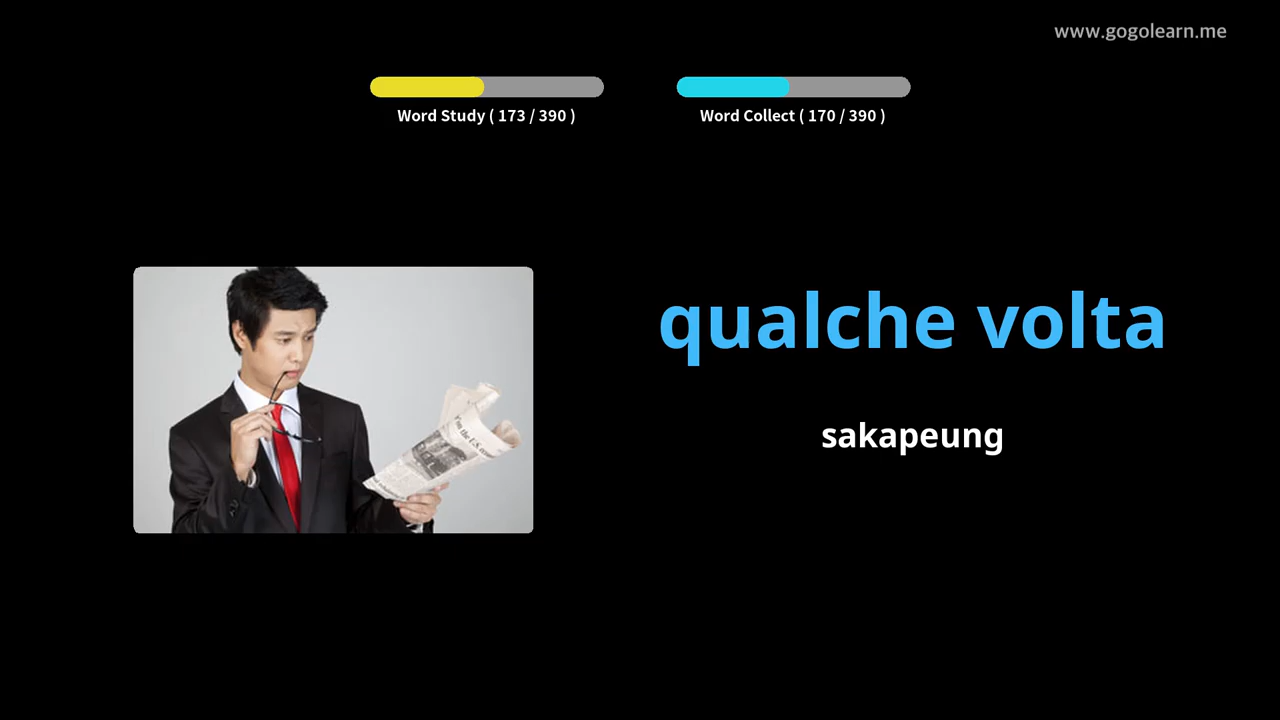 www.gogolearn.me
Word Study ( 173 / 390 )
Word Collect ( 170 / 390 )
qualche volta
sakapeung